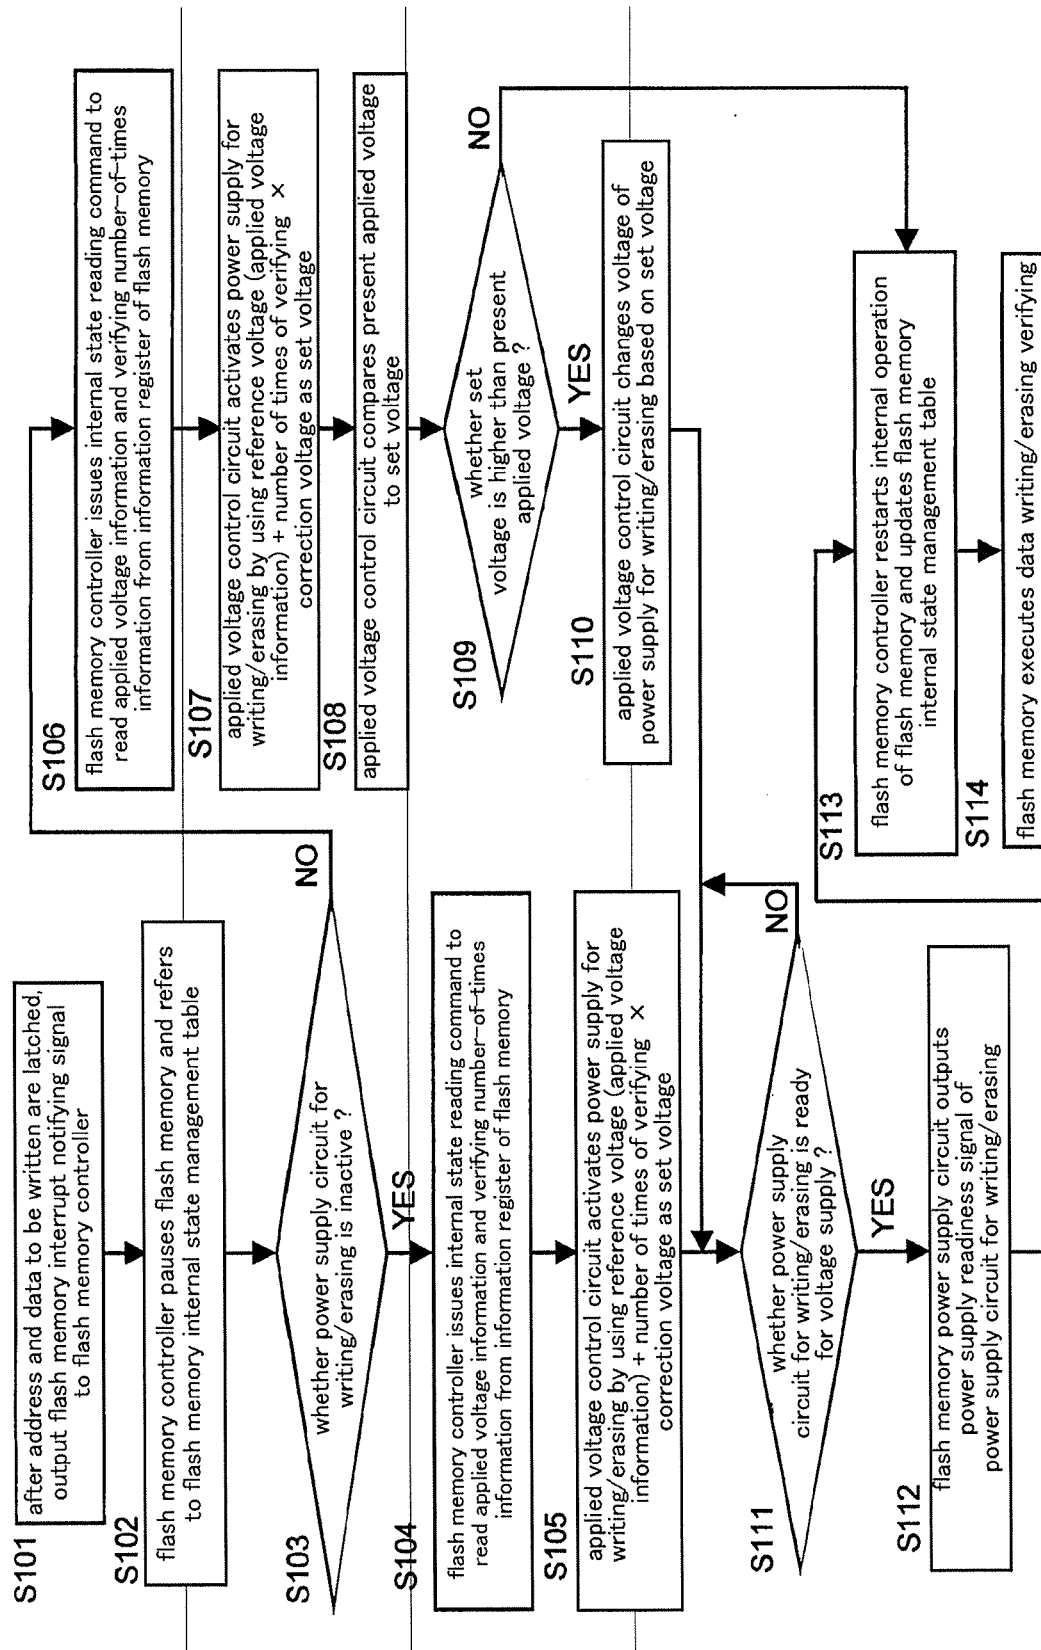 S101
after address and data to be written are latched,
output flash memory interrupt notifying signal
to flash memory controller
S102
flash memory controller pauses flash memory and refers
to flash memory internal state management table
S103
whether power supply circuit for
writing/erasing is inactive ?
NO
YES
S104
flash memory controller issues internal state reading command to
read applied voltage information and verifying number-of-times
information from information register of flash memory
S105
applied voltage control circuit activates power supply for
writing/erasing by using reference voltage (applied voltage
information) + number of times of verifying ×
correction voltage as set voltage
S111
whether power supply
circuit for writing/erasing is ready
for voltage supply ?
NO
YES
S112
flash memory power supply circuit outputs
power supply readiness signal of
power supply circuit for writing/erasing
S106
flash memory controller issues internal state reading command to
read applied voltage information and verifying number-of-times
information from information register of flash memory
S107
applied voltage control circuit activates power supply for
writing/erasing by using reference voltage (applied voltage
information) + number of times of verifying ×
correction voltage as set voltage
S108
applied voltage control circuit compares present applied voltage
to set voltage
S109
whether set
voltage is higher than present
applied voltage ?
NO
YES
S110
applied voltage control circuit changes voltage of
power supply for writing/erasing based on set voltage
S113
flash memory controller restarts internal operation
of flash memory and updates flash memory
internal state management table
S114
flash memory executes data writing/erasing verifying